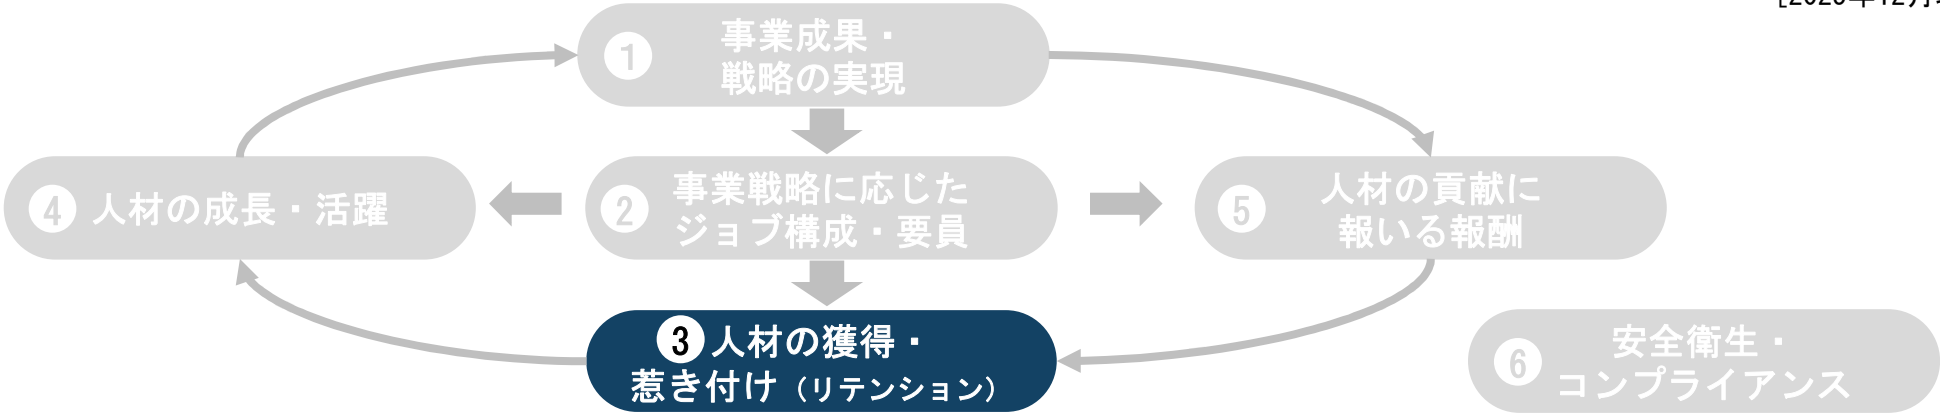 1 事業成果・
戦略の実現
4 人材の成長・活躍
2 事業戦略に応じた
ジョブ構成・要員
5 人材の貢献に
報いる報酬
3 人材の獲得・
惹き付け（リテンション）
6 安全衛生・
コンプライアンス